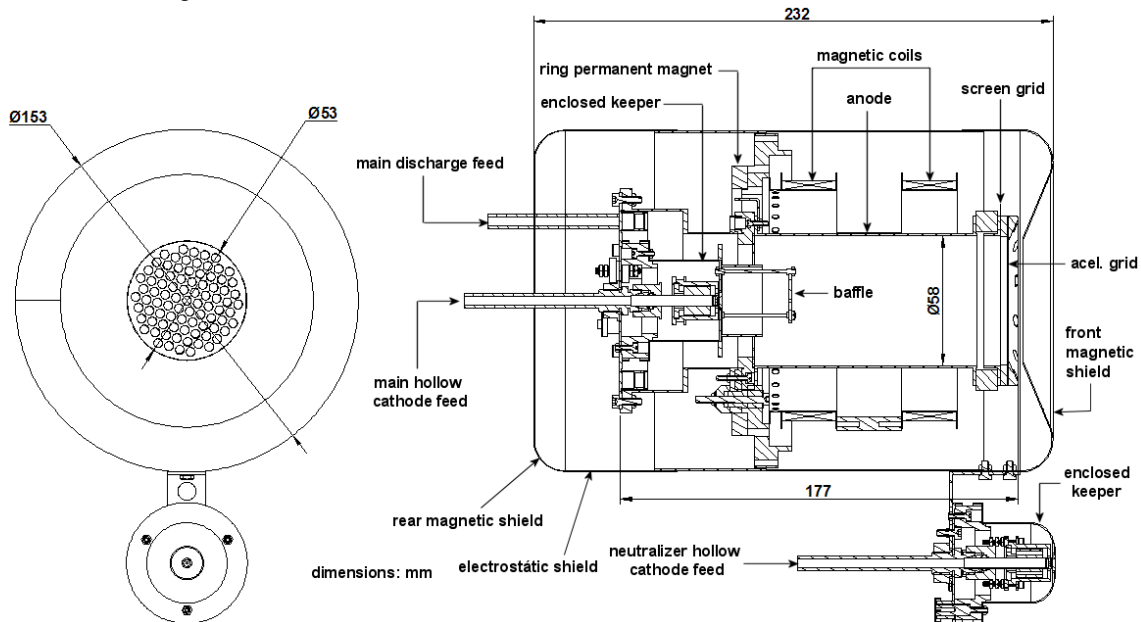 232
magnetic coils
ring permanent magnet
screen grid
anode
enclosed keeper
Ø153
Ø53
main discharge feed
acel. grid
baffle
Ø58
front
magnetic
shield
main hollow
cathode feed
enclosed
keeper
177
rear magnetic shield
neutralizer hollow
cathode feed
electrostátic shield
dimensions: mm